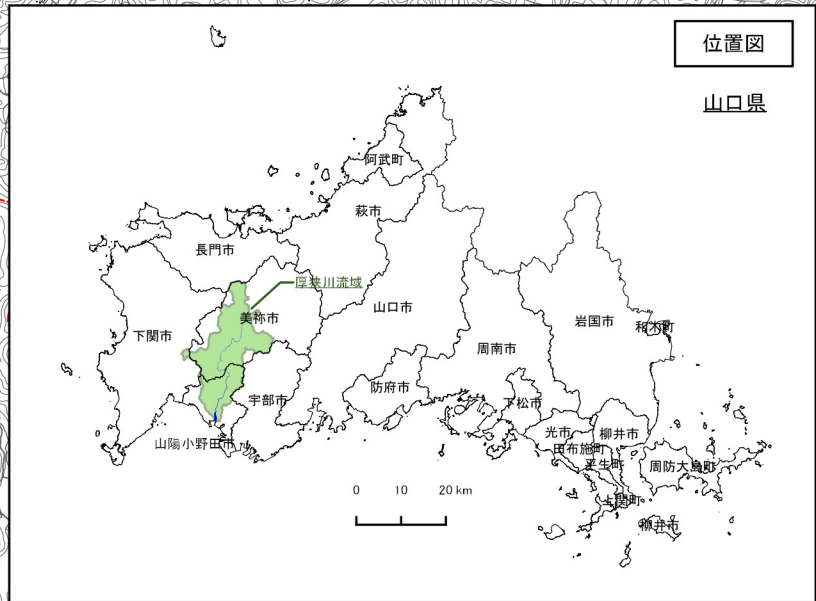 位置図
山口県
阿武町
萩市
長門市
厚狭川流域
美祢市
山口市
岩国市
和木町
下関市
周南市
防府市
宇部市
下松市
光市
柳井市
田布施町
山陽小野田市
平生町
周防大島町
上関町
柳井市
0 10 20 km